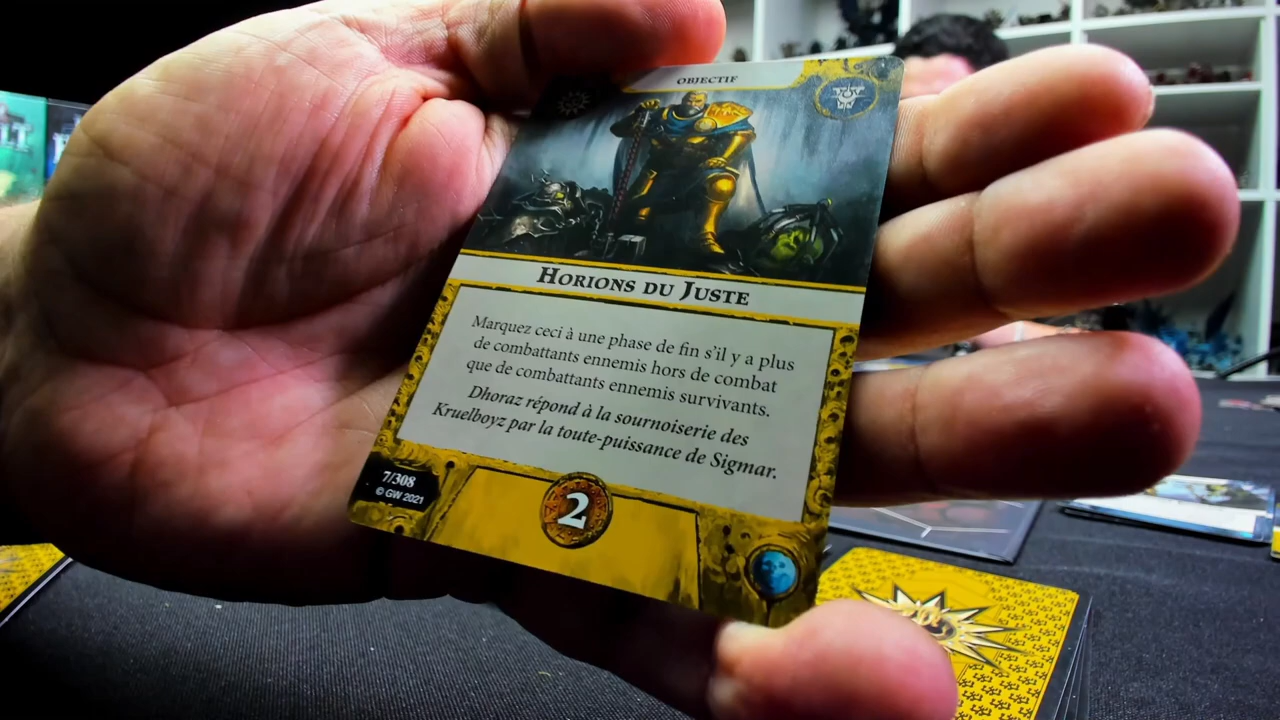 OBJECTIF
HORIONS DU JUSTE
Marquez ceci à une phase de fin s'il y a plus
de combattants ennemis hors de combat
que de combattants ennemis survivants.
Dhoraz répond à la sournoiserie des
Kruelboyz par la toute-puissance de Sigmar.
7/308
© GW 2021
2